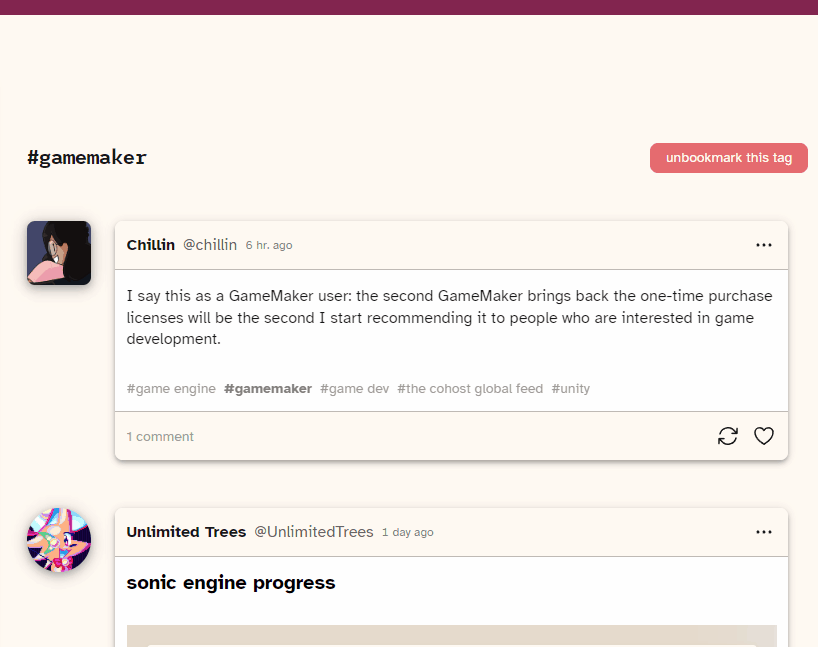 #gamemaker
unbookmark this tag
Chillin @chillin 6 hr. ago
I say this as a GameMaker user: the second GameMaker brings back the one-time purchase
licenses will be the second I start recommending it to people who are interested in game
development.
#game engine #gamemaker #game dev #the cohost global feed #unity
1 comment
Unlimited Trees @UnlimitedTrees 1 day ago
sonic engine progress